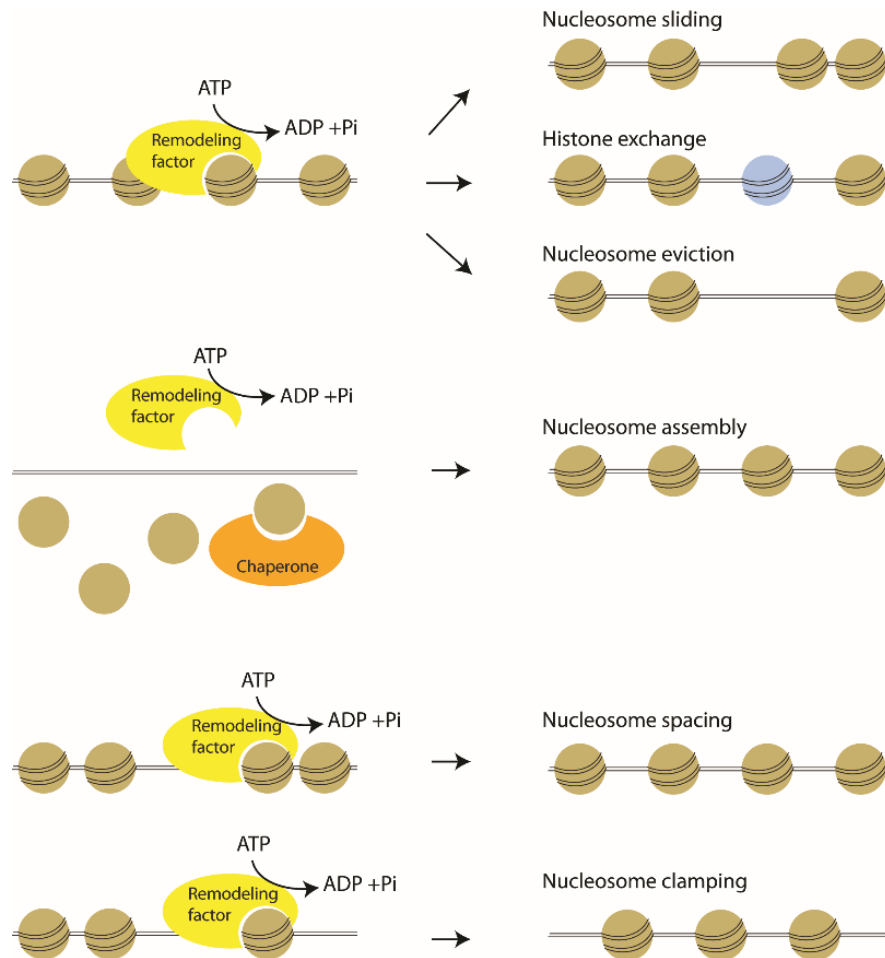 Nucleosome sliding
ATP
ADP +Pi
Remodeling
factor
Histone exchange
Nucleosome eviction
ATP
ADP +Pi
Remodeling
factor
Nucleosome assembly
Chaperone
ATP
ADP +Pi
Remodeling
factor
Nucleosome spacing
ATP
ADP +Pi
Remodeling
factor
Nucleosome clamping